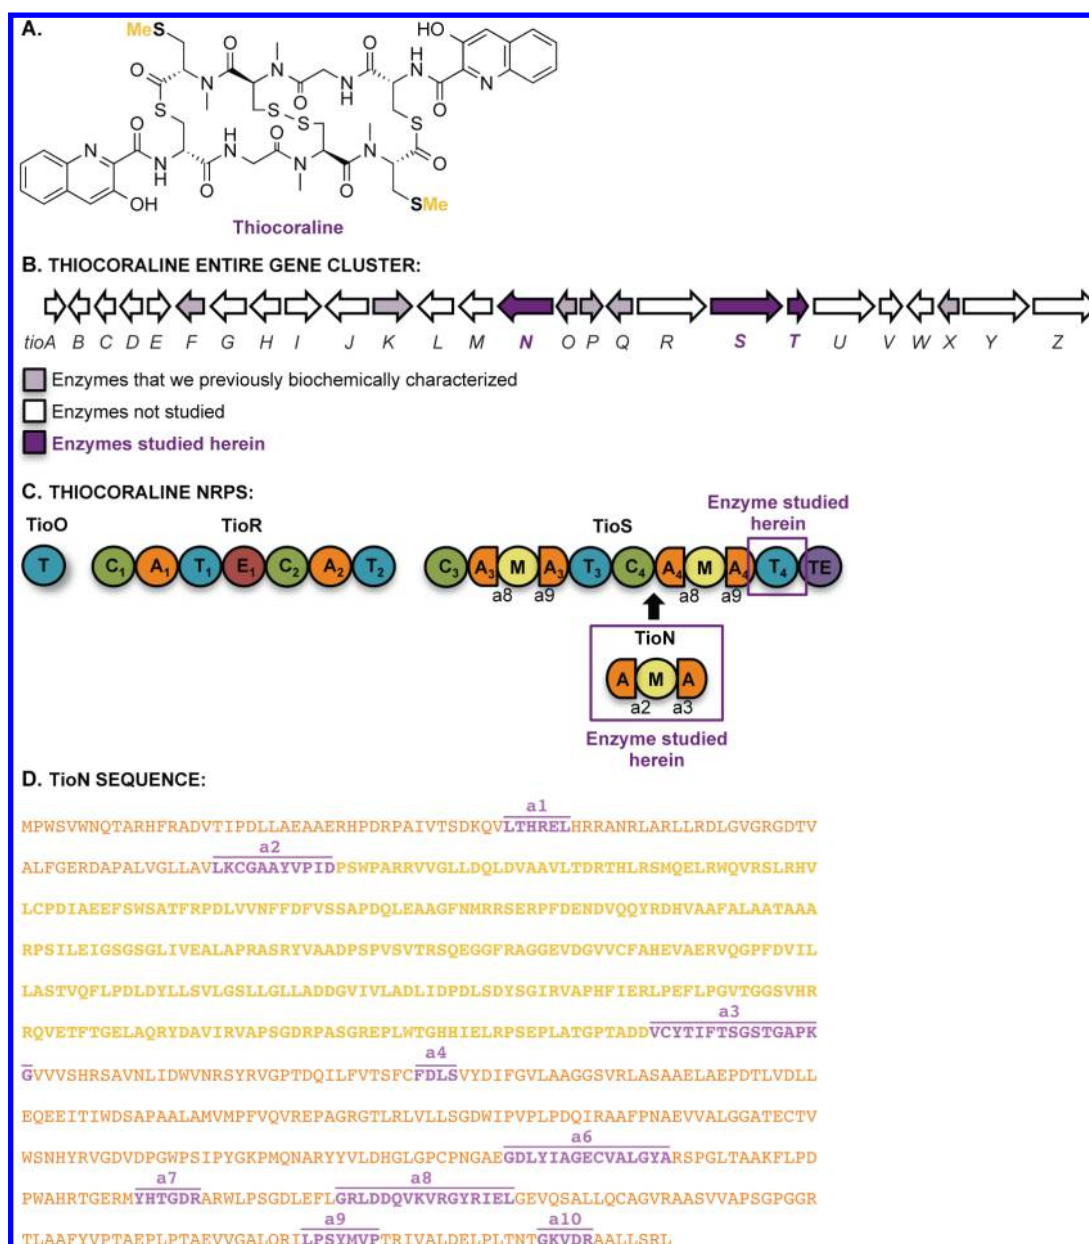 A.
MeS
HO
O
O
N
N
O
N
H
O
H
N
O
N
O
S
S
S
O
S
O
N
N
H
O
H
N
O
N
O
N
O
OH
SMe
Thiocoraline
B. THIOCORALINE ENTIRE GENE CLUSTER:
tioA B C D E F G H I J K L M N O P Q R S T U V W X Y Z
Enzymes that we previously biochemically characterized
Enzymes not studied
Enzymes studied herein
C. THIOCORALINE NRPS:
Enzyme studied
herein
TioO TioR TioS
T C1 A1 T1 E1 C2 A2 T2 C3 A3 M A3 T3 C4 A4 M A4 T4 TE
a8 a9 a8 a9
TioN
A M A
a2 a3
Enzyme studied
herein
D. TioN SEQUENCE:
a1
MPWSVWNQTARHFRADVTIPDLLAEAAERHPDRPAIVTSDKQVLTHRELHRRANRLARLLRDLGVGRGDTV
a2
ALFGERDAPALVGLLAVLKCGAAYVPIDPSWPARRVVGLLDQLDVAAVLTDRTHLRSMQELRWQVRSLRHV
LCPDIAEEFSWSATFRPDLVVNFFDFVSSAPDQLEAAGFNMRRSERPFDENDVQQYRDHVAAFALAATAAA
RPSILEIGSGSGLIVEALAPRASRYVAADPSPVSVTRSQEGGFRAGGEVDGVVCFAHEVAERVQGPFDVIL
LASTVQFLPDLDYLLSVLGSLLGLLADDGVIVLADLIDPDLSDYSGIRVAPHFIERLPEFLPGVTGGSVHR
a3
RQVETFTGELAQRYDAVIRVAPSGDRPASGREPLWTGHHIELRPSEPLATGPTADDVCYTIFTSGSTGAPK
a4
GVVVSHRSAVNLIDWVNRSYRVGPTDQILFVTSFCFDLSVYDIFGVLAAGGSVRLASAAELAEPDTLVDLL
EQEEITIWDSAPAALAMVMPFVQVREPAGRGTLRLVLLSGDWIPVPLPDQIRAAFPNAEVVALGGATECTV
a6
WSNHYRVGDVDPGWPSIPYGKPMQNARYYVLDHGLGPCPNGAEGDLYIAGECVALGYARSPGLTAAKFLPD
a7 a8
PWAHRTGERMYHTGDRARWLPSGDLEFLGRLDDQVKVRGYRIELGEVQSALLQCAGVRAASVVAPSGPGGR
a9 a10
TLAAFYVPTAEPLPTAEVVGALQRILPSYMVPTRIVALDELPLTNTGKVDRAALLSRL